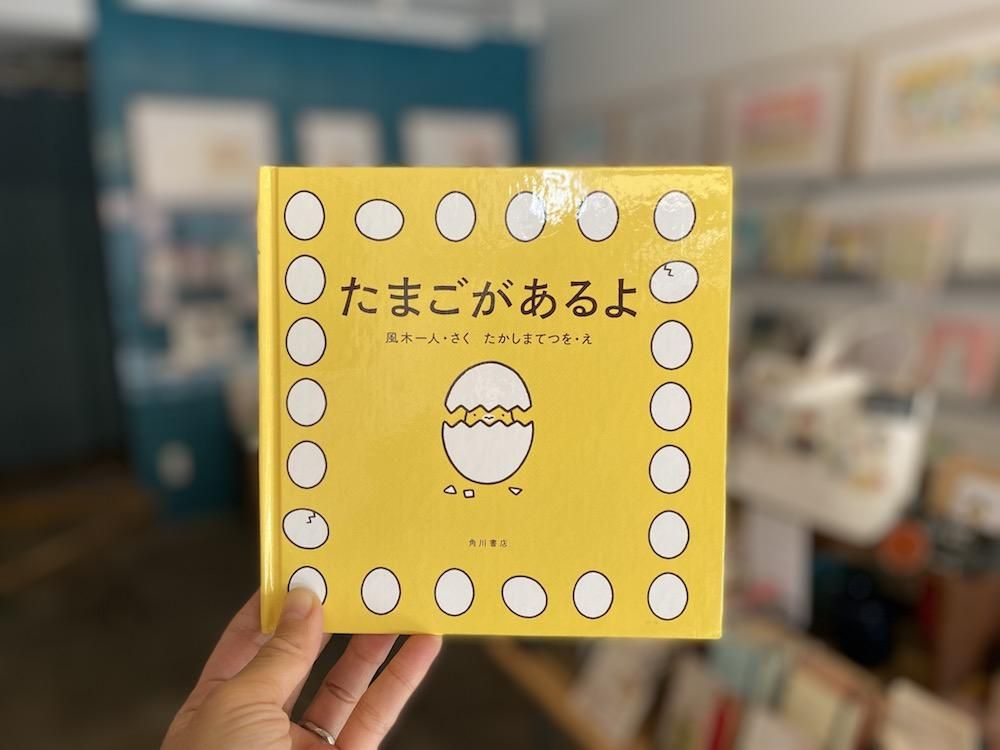 たまごがあるよ
風木一人・さく たかしまてつを・え
角川書店